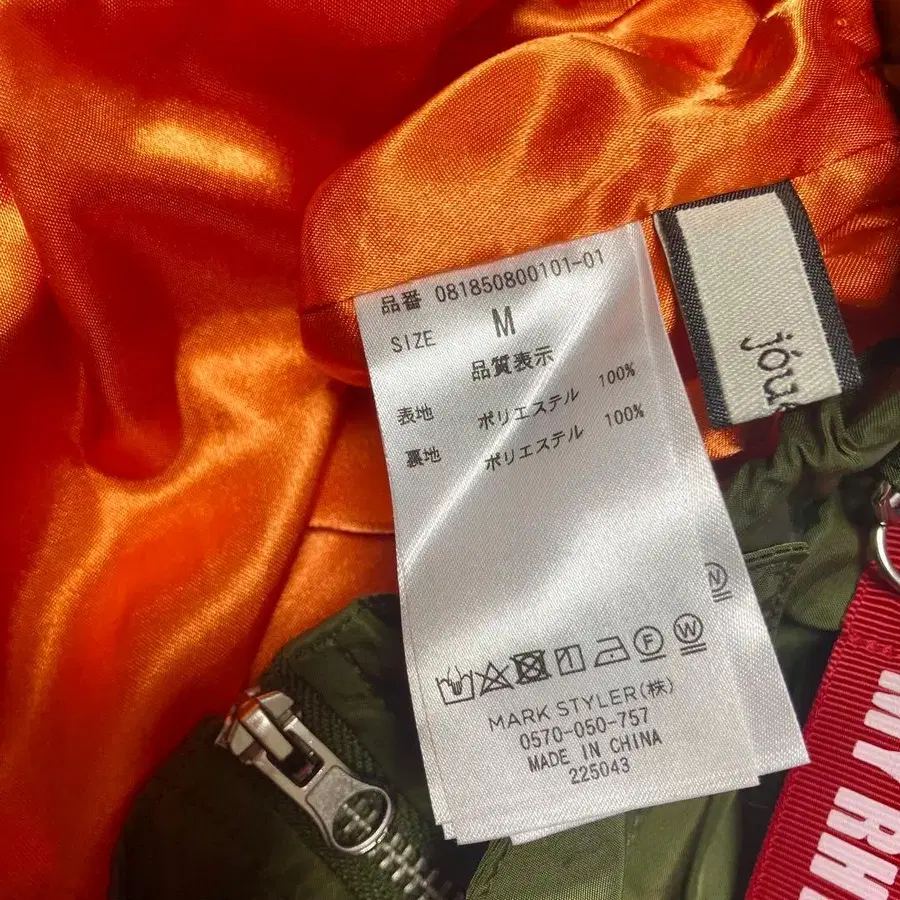 品番 081850800101-01
SIZE M
品質表示
表地 ポリエステル 100%
裏地 ポリエステル 100%
F W
W
MARK STYLER(株)
0570-050-757
MADE IN CHINA
225043
jóu
MY RH